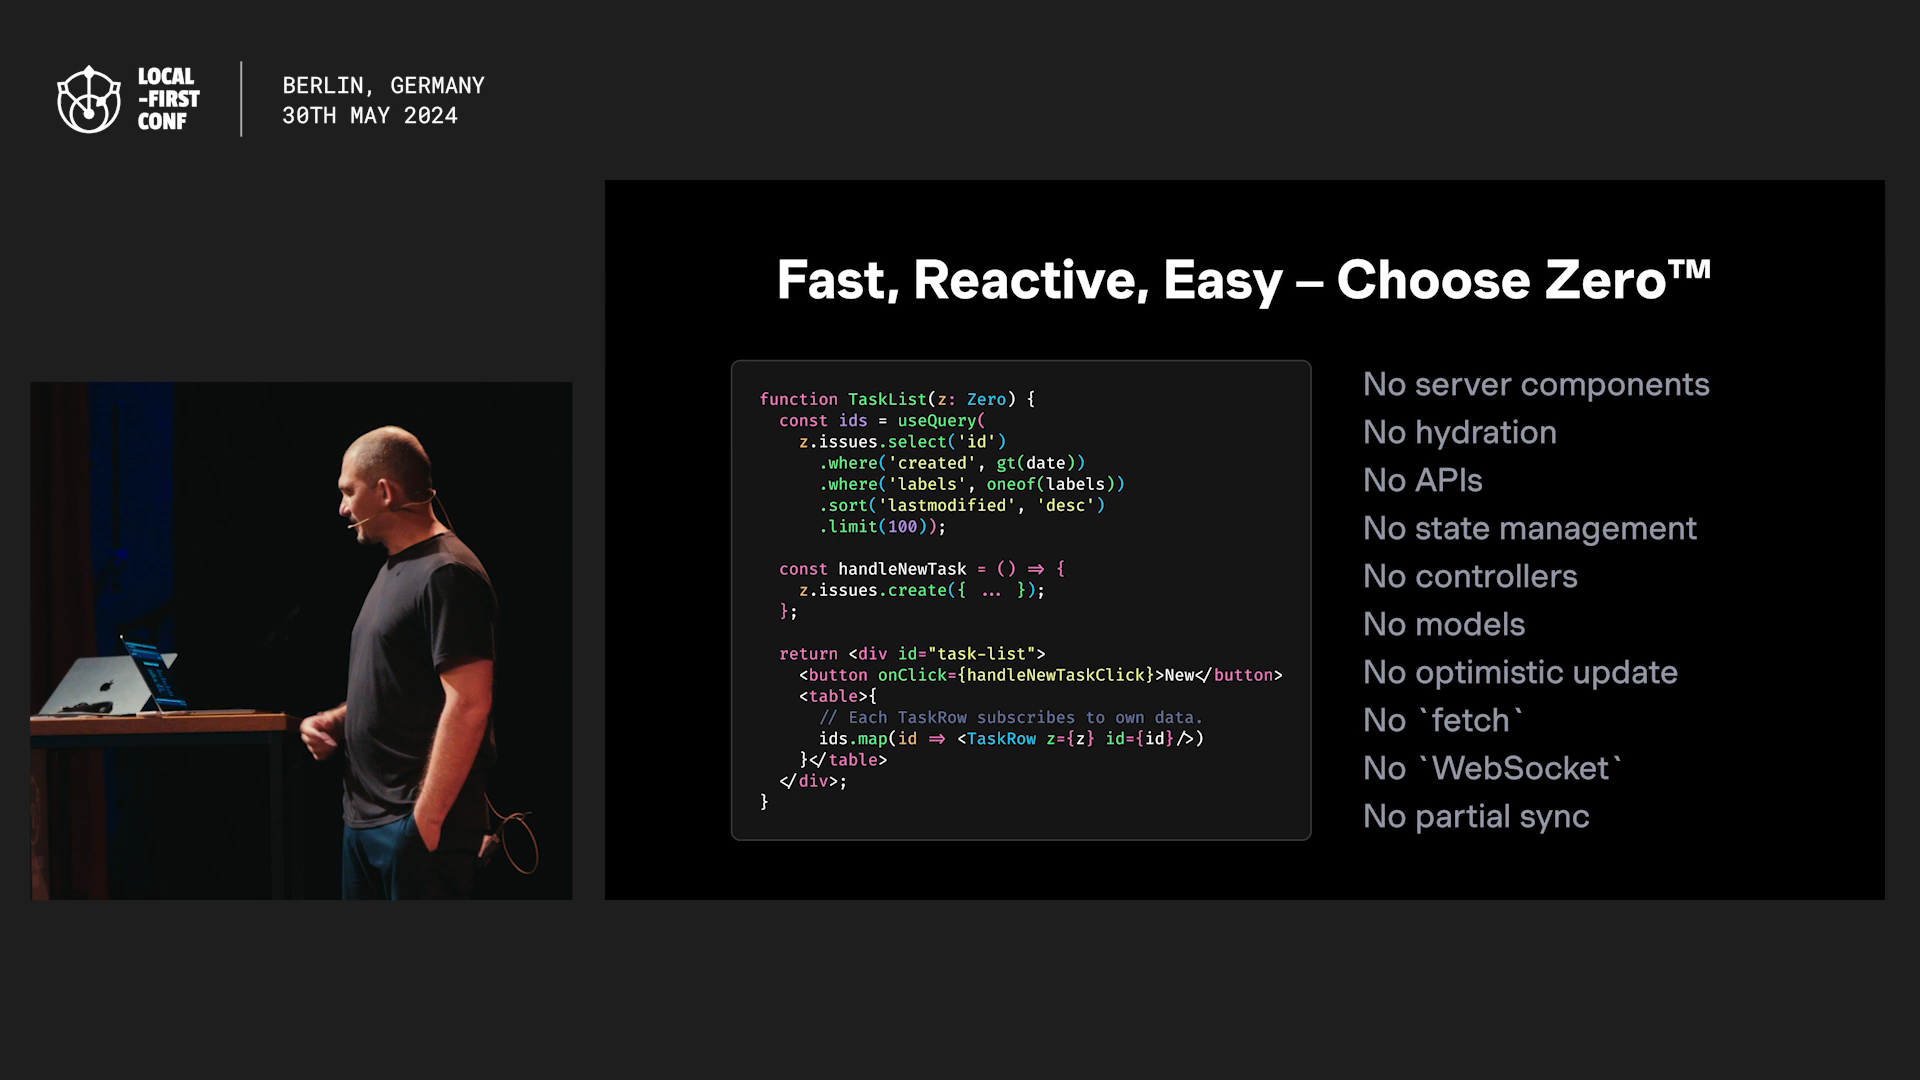 LOCAL
-FIRST
CONF
BERLIN, GERMANY
30TH MAY 2024
Fast, Reactive, Easy – Choose Zero™
function TaskList(z: Zero) {
  const ids = useQuery(
    z.issues.select('id')
      .where('created', gt(date))
      .where('labels', oneof(labels))
      .sort('lastmodified', 'desc')
      .limit(100));
  const handleNewTask = () => {
    z.issues.create({ ... });
  };
  return <div id="task-list">
    <button onClick={handleNewTaskClick}>New</button>
    <table>{
      // Each TaskRow subscribes to own data.
      ids.map(id => <TaskRow z={z} id={id}/>)
    }</table>
  </div>;
}
No server components
No hydration
No APIs
No state management
No controllers
No models
No optimistic update
No `fetch`
No `WebSocket`
No partial sync